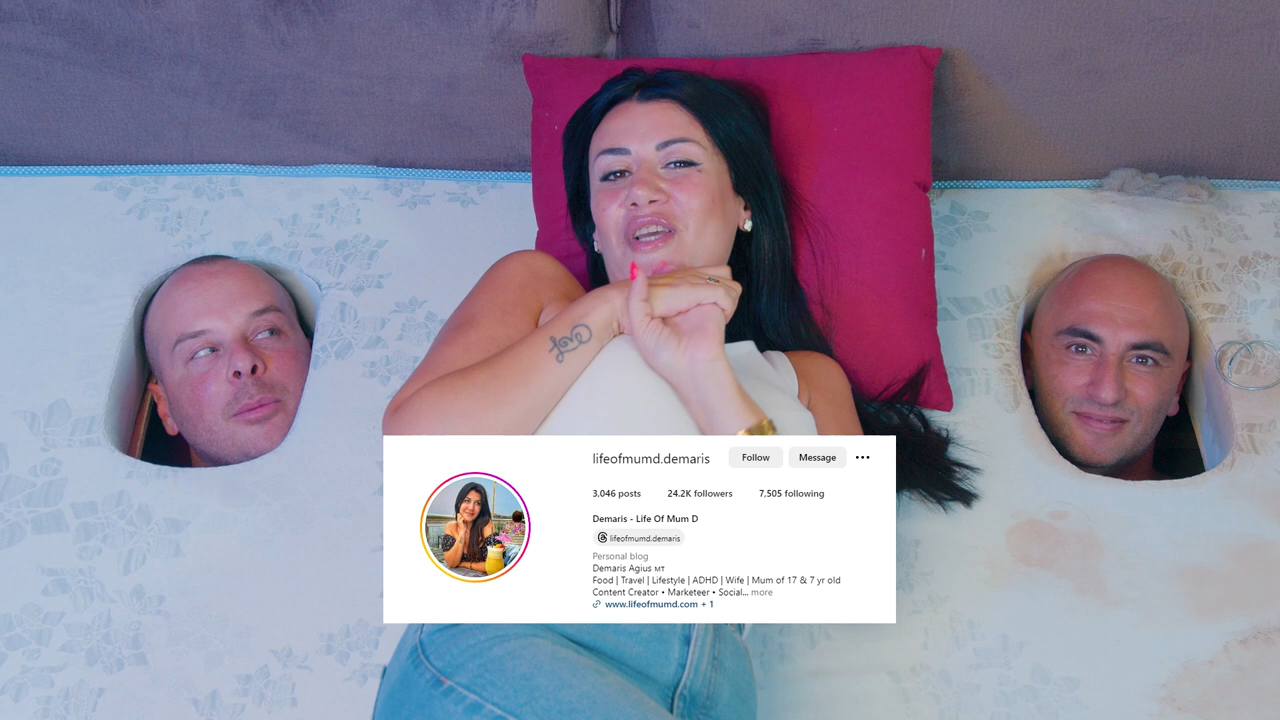 Love
lifeofmumd.demaris Follow Message •••
3,046 posts 24.2K followers 7,505 following
Demaris - Life Of Mum D
lifeofmumd.demaris
Personal blog
Demaris Agius ᴍᴛ
Food | Travel | Lifestyle | ADHD | Wife | Mum of 17 & 7 yr old
Content Creator • Marketeer • Social... more
www.lifeofmumd.com + 1